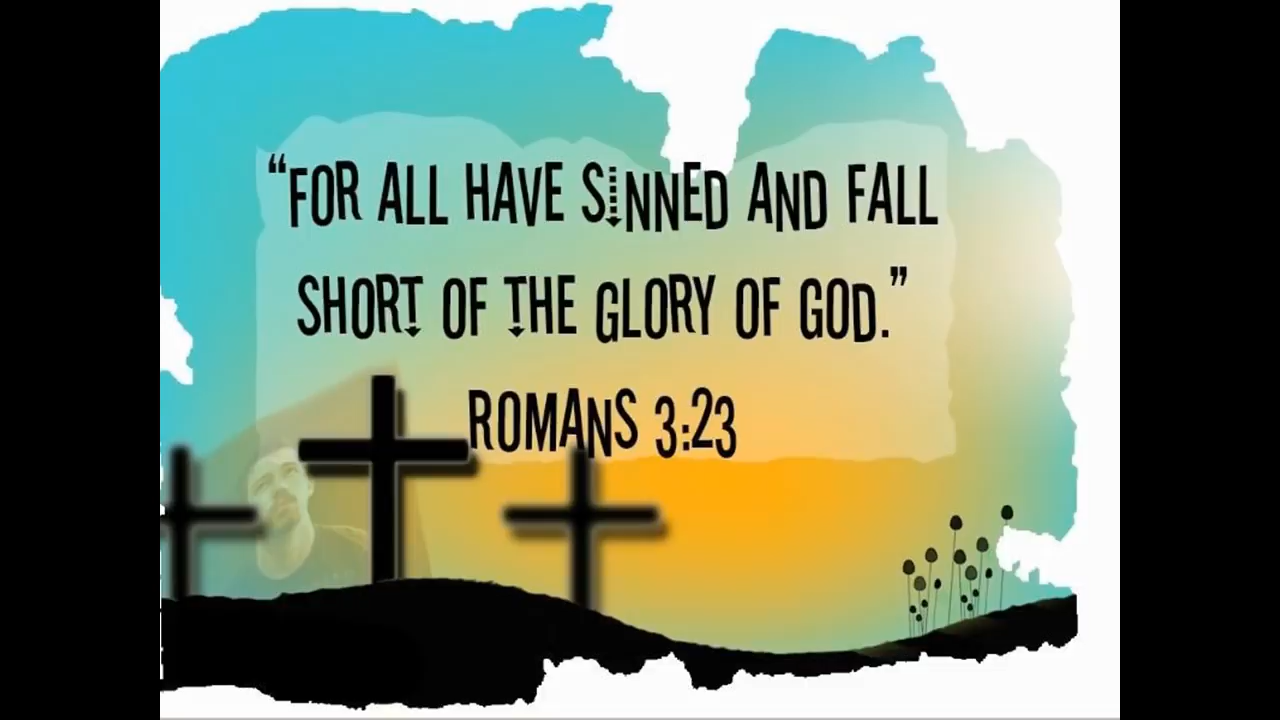 “FOR ALL HAVE SINNED AND FALL
SHORT OF THE GLORY OF GOD.”
ROMANS 3:23